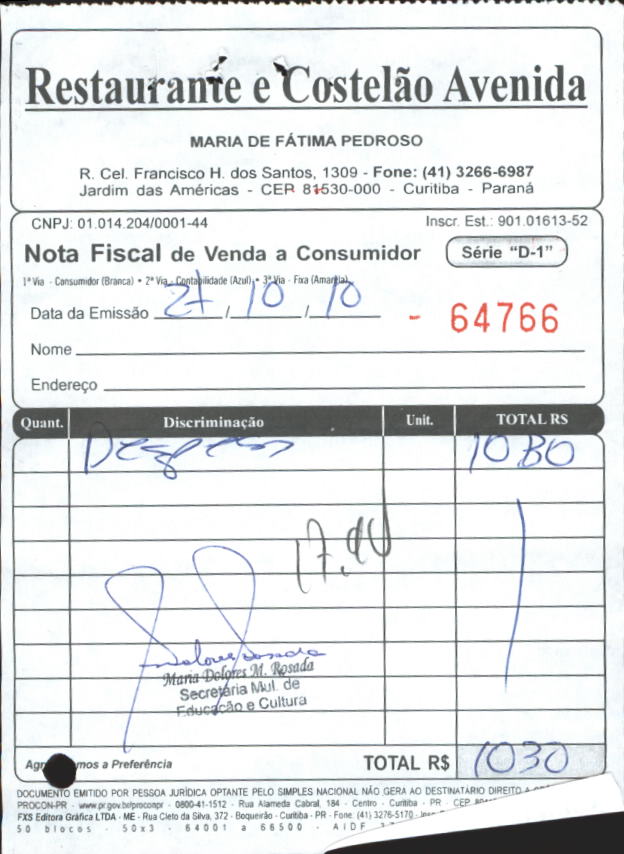 Restaurante e Costelão Avenida
MARIA DE FÁTIMA PEDROSO
R. Cel. Francisco H. dos Santos, 1309 - Fone: (41) 3266-6987
Jardim das Américas - CEP 81530-000 - Curitiba - Paraná
CNPJ: 01.014.204/0001-44 Inscr. Est.: 901.01613-52
Nota Fiscal de Venda a Consumidor Série "D-1"
1ª Via - Consumidor (Branca) • 2ª Via - Contabilidade (Azul) • 3ª Via - Fixa (Amarela)
Data da Emissão 21/10/10 - 64766
Nome
Endereço
Quant. Discriminação Unit. TOTAL R$
Despesas 1080
17.90
Maria Dolores M. Rosada
Secretária Mul. de
Educação e Cultura
mos a Preferência TOTAL R$ 1030
DOCUMENTO EMITIDO POR PESSOA JURÍDICA OPTANTE PELO SIMPLES NACIONAL NÃO GERA AO DESTINATÁRIO DIREITO A
PROCON-PR - www.pr.gov.br/proconpr - 0800-41-1512 - Rua Alameda Cabral, 184 - Centro - Curitiba - PR - CEP
FXS Editora Gráfica LTDA - ME - Rua Cleto da Silva, 372 - Boqueirão - Curitiba - PR - Fone (41) 3276-5170 -
50 blocos - 50x3 - 64001 a 66500 - AIDF